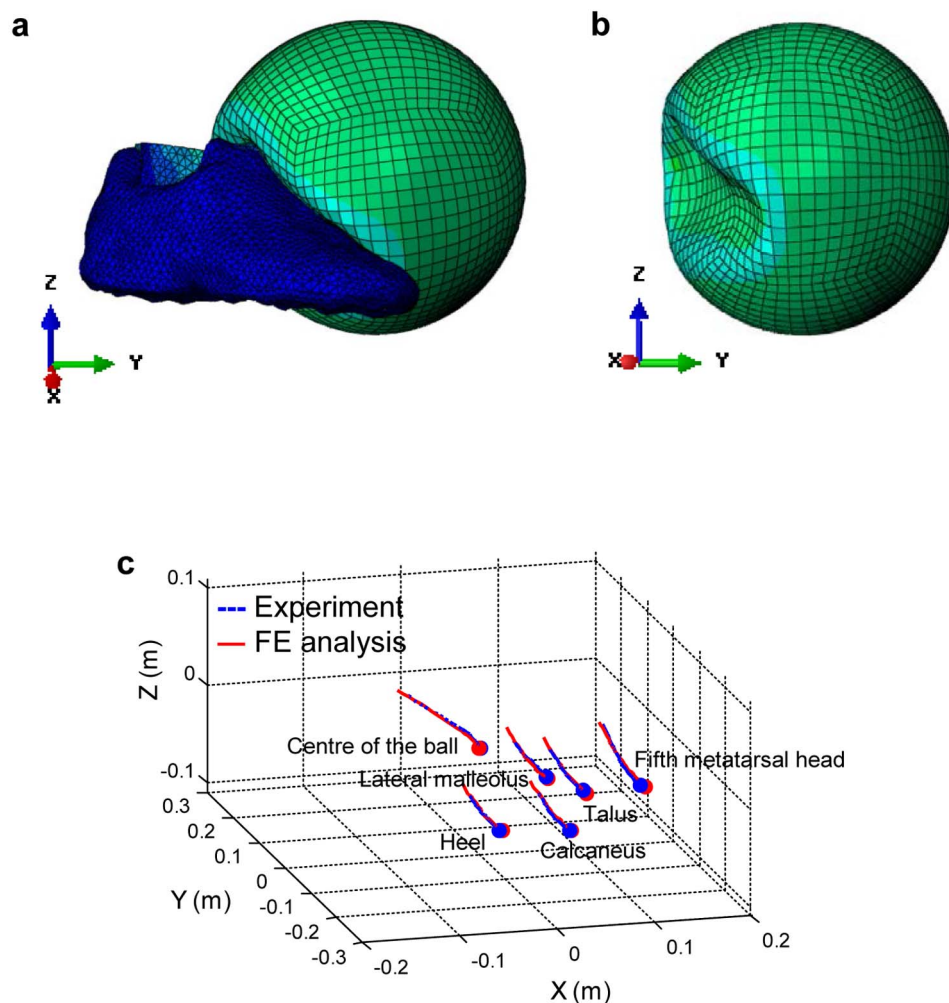 a
b
Z
Y
X
Z
X
Y
c
0.1
0
-0.1
Z (m)
Experiment
FE analysis
Centre of the ball
Lateral malleolus
Fifth metatarsal head
Talus
Heel
Calcaneus
0.3
0.2
0.1
0
-0.1
-0.2
-0.3
Y (m)
-0.2
-0.1
0
0.1
0.2
X (m)